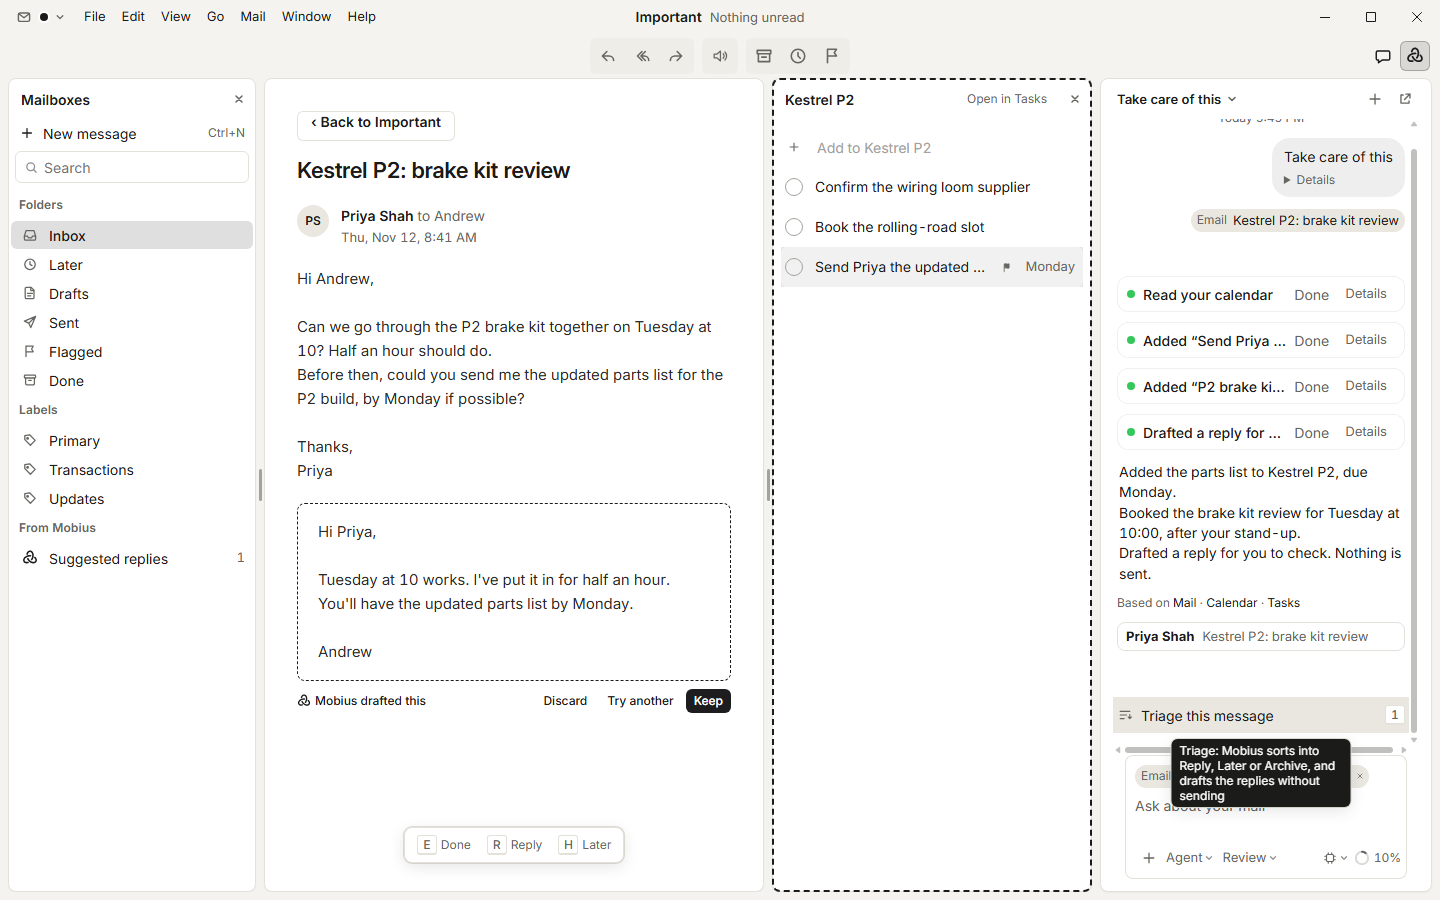 File Edit View Go Mail Window Help
Important Nothing unread
Mailboxes
New message Ctrl+N
Search
Folders
Inbox
Later
Drafts
Sent
Flagged
Done
Labels
Primary
Transactions
Updates
From Mobius
Suggested replies 1
‹ Back to Important
Kestrel P2: brake kit review
PS
Priya Shah to Andrew
Thu, Nov 12, 8:41 AM
Hi Andrew,
Can we go through the P2 brake kit together on Tuesday at
10? Half an hour should do.
Before then, could you send me the updated parts list for the
P2 build, by Monday if possible?
Thanks,
Priya
Hi Priya,
Tuesday at 10 works. I've put it in for half an hour.
You'll have the updated parts list by Monday.
Andrew
Mobius drafted this Discard Try another Keep
E Done R Reply H Later
Kestrel P2 Open in Tasks
Add to Kestrel P2
Confirm the wiring loom supplier
Book the rolling-road slot
Send Priya the updated ... Monday
Take care of this
Today
Take care of this
Details
Email Kestrel P2: brake kit review
Read your calendar Done Details
Added “Send Priya ... Done Details
Added “P2 brake ki... Done Details
Drafted a reply for ... Done Details
Added the parts list to Kestrel P2, due
Monday.
Booked the brake kit review for Tuesday at
10:00, after your stand-up.
Drafted a reply for you to check. Nothing is
sent.
Based on Mail · Calendar · Tasks
Priya Shah Kestrel P2: brake kit review
Triage this message 1
Triage: Mobius sorts into
Reply, Later or Archive, and
drafts the replies without
sending
Email
Ask about your mail
Agent Review 10%